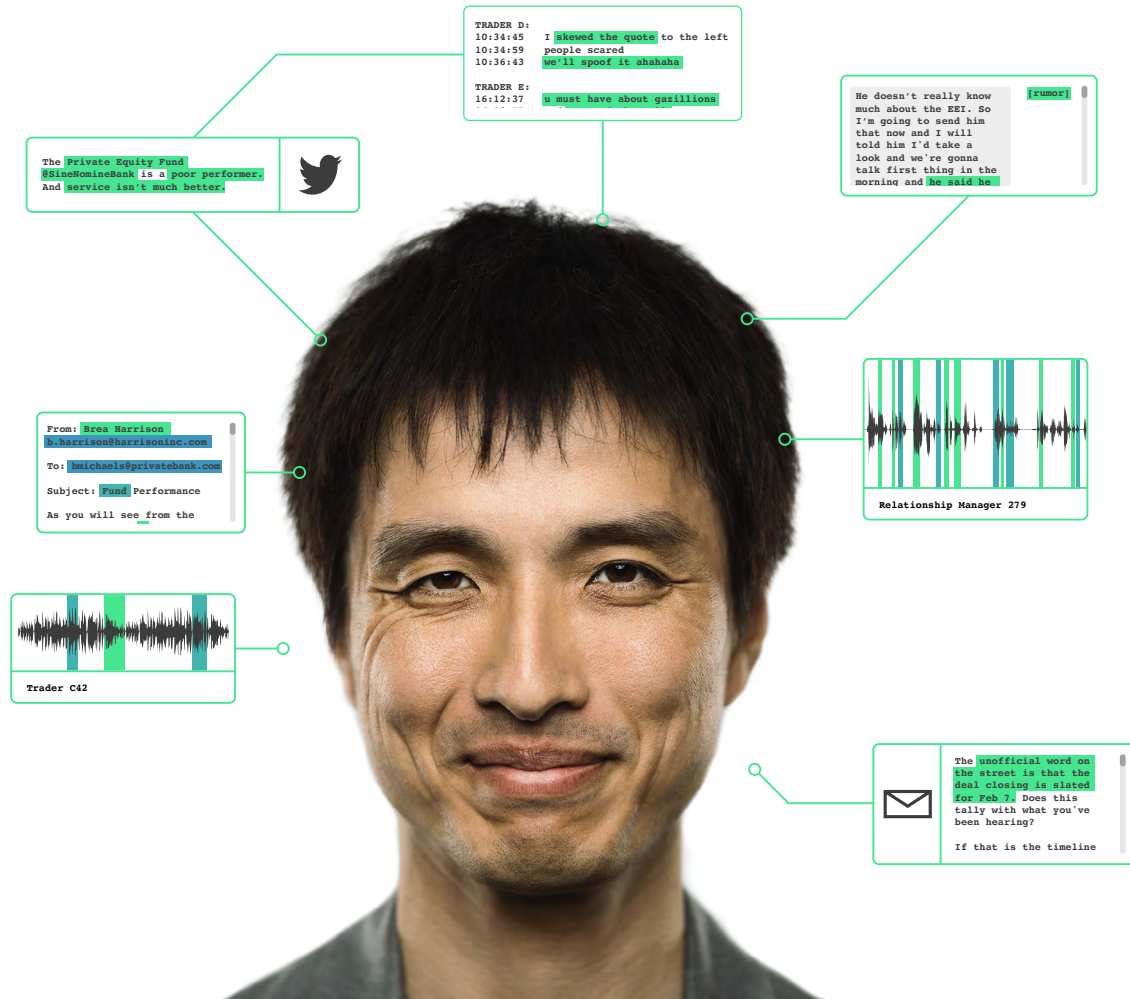 TRADER D:
10:34:45 I skewed the quote to the left
10:34:59 people scared
10:36:43 we'll spoof it ahahaha
TRADER E:
16:12:37 u must have about gazillions
He doesn't really know
much about the EEI. So
I'm going to send him
that now and I will
told him I'd take a
look and we're gonna
talk first thing in the
morning and he said he
[rumor]
The Private Equity Fund
@SineNomineBank is a poor performer.
And service isn't much better.
From: Brea Harrison
b.harrison@harrisoninc.com
To: bmichaels@privatebank.com
Subject: Fund Performance
As you will see from the
Relationship Manager 279
Trader C42
The unofficial word on
the street is that the
deal closing is slated
for Feb 7. Does this
tally with what you've
been hearing?
If that is the timeline